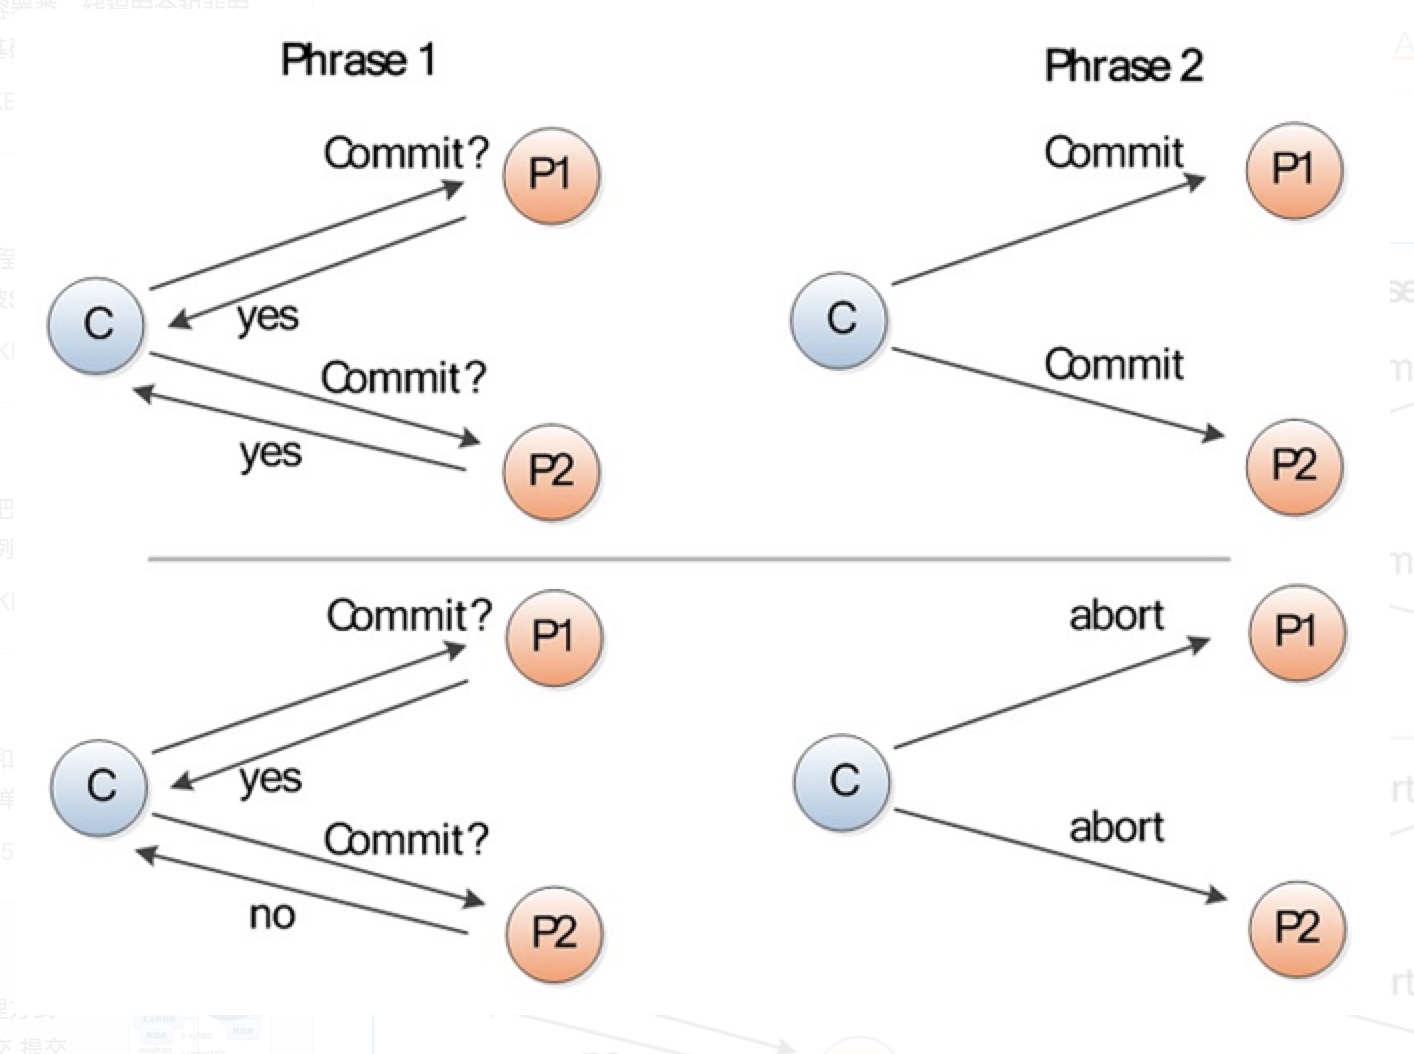 Phrase 1
Phrase 2
Commit?
P1
yes
C
Commit?
yes
P2
Commit
P1
C
Commit
P2
Commit?
P1
yes
C
Commit?
no
P2
abort
P1
C
abort
P2